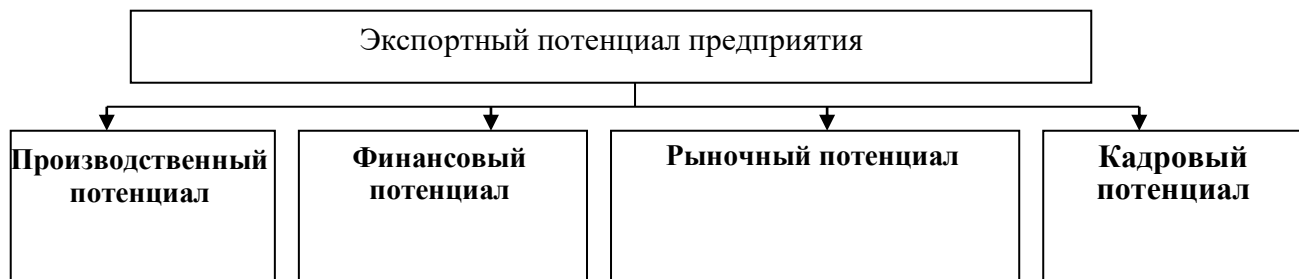 Экспортный потенциал предприятия
Производственный
потенциал
Финансовый
потенциал
Рыночный потенциал
Кадровый
потенциал